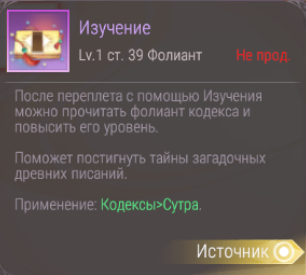 Изучение
Lv.1 ст. 39 Фолиант Не прод.
После переплета с помощью Изучения
можно прочитать фолиант кодекса и
повысить его уровень.
Поможет постигнуть тайны загадочных
древних писаний.
Применение: Кодексы>Сутра.
Источник